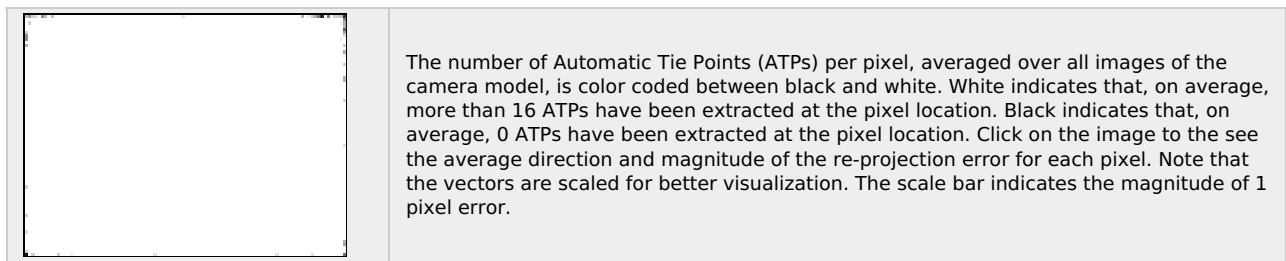 The number of Automatic Tie Points (ATPs) per pixel, averaged over all images of the
camera model, is color coded between black and white. White indicates that, on average,
more than 16 ATPs have been extracted at the pixel location. Black indicates that, on
average, 0 ATPs have been extracted at the pixel location. Click on the image to the see
the average direction and magnitude of the re-projection error for each pixel. Note that
the vectors are scaled for better visualization. The scale bar indicates the magnitude of 1
pixel error.